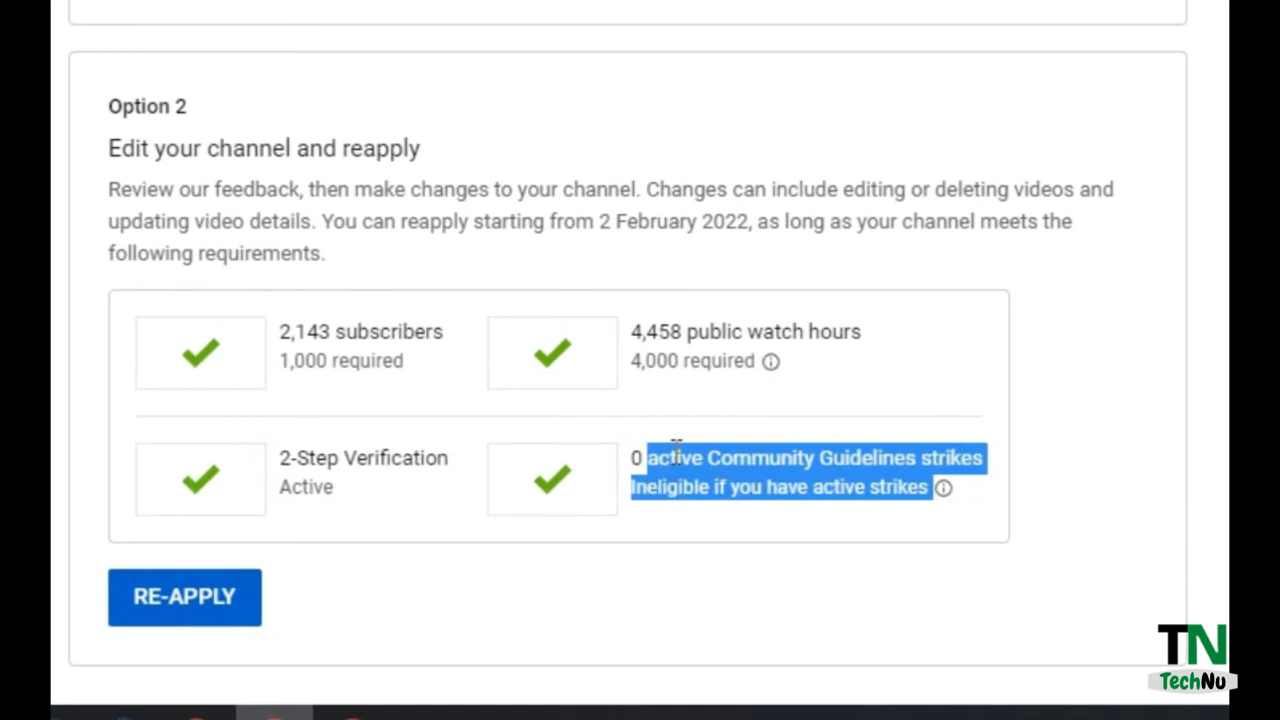 Option 2
Edit your channel and reapply
Review our feedback, then make changes to your channel. Changes can include editing or deleting videos and
updating video details. You can reapply starting from 2 February 2022, as long as your channel meets the
following requirements.
2,143 subscribers
1,000 required
4,458 public watch hours
4,000 required
2-Step Verification
Active
0 active Community Guidelines strikes
Ineligible if you have active strikes
RE-APPLY
TN
TechNu